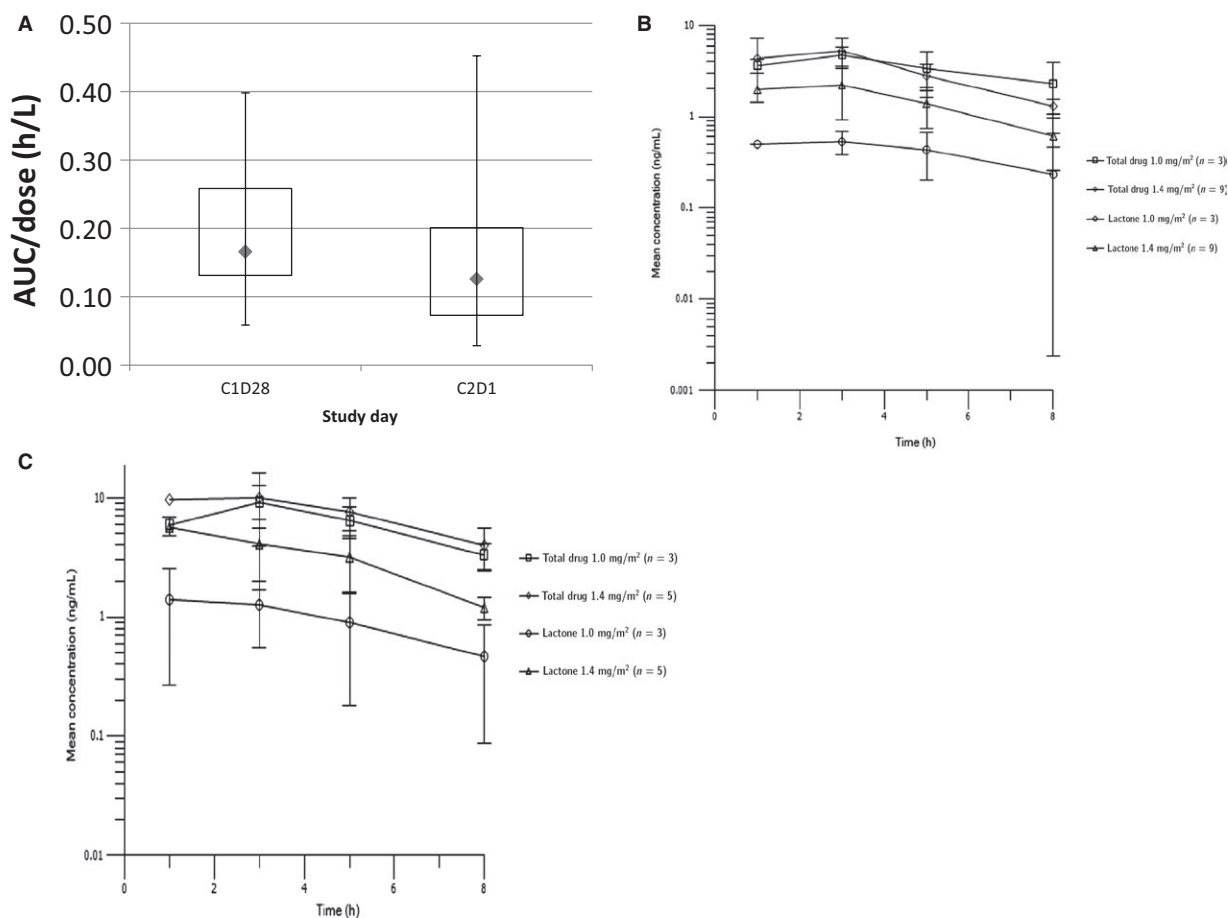 A
AUC/dose (h/L)
0.50
0.40
0.30
0.20
0.10
0.00
C1D28
C2D1
Study day
B
Mean concentration (ng/mL)
10
1
0.1
0.01
0.001
0
2
4
6
8
Time (h)
Total drug 1.0 mg/m² (n = 3)
Total drug 1.4 mg/m² (n = 9)
Lactone 1.0 mg/m² (n = 3)
Lactone 1.4 mg/m² (n = 9)
C
Mean concentration (ng/mL)
10
1
0.1
0.01
0
2
4
6
8
Time (h)
Total drug 1.0 mg/m² (n = 3)
Total drug 1.4 mg/m² (n = 5)
Lactone 1.0 mg/m² (n = 3)
Lactone 1.4 mg/m² (n = 5)